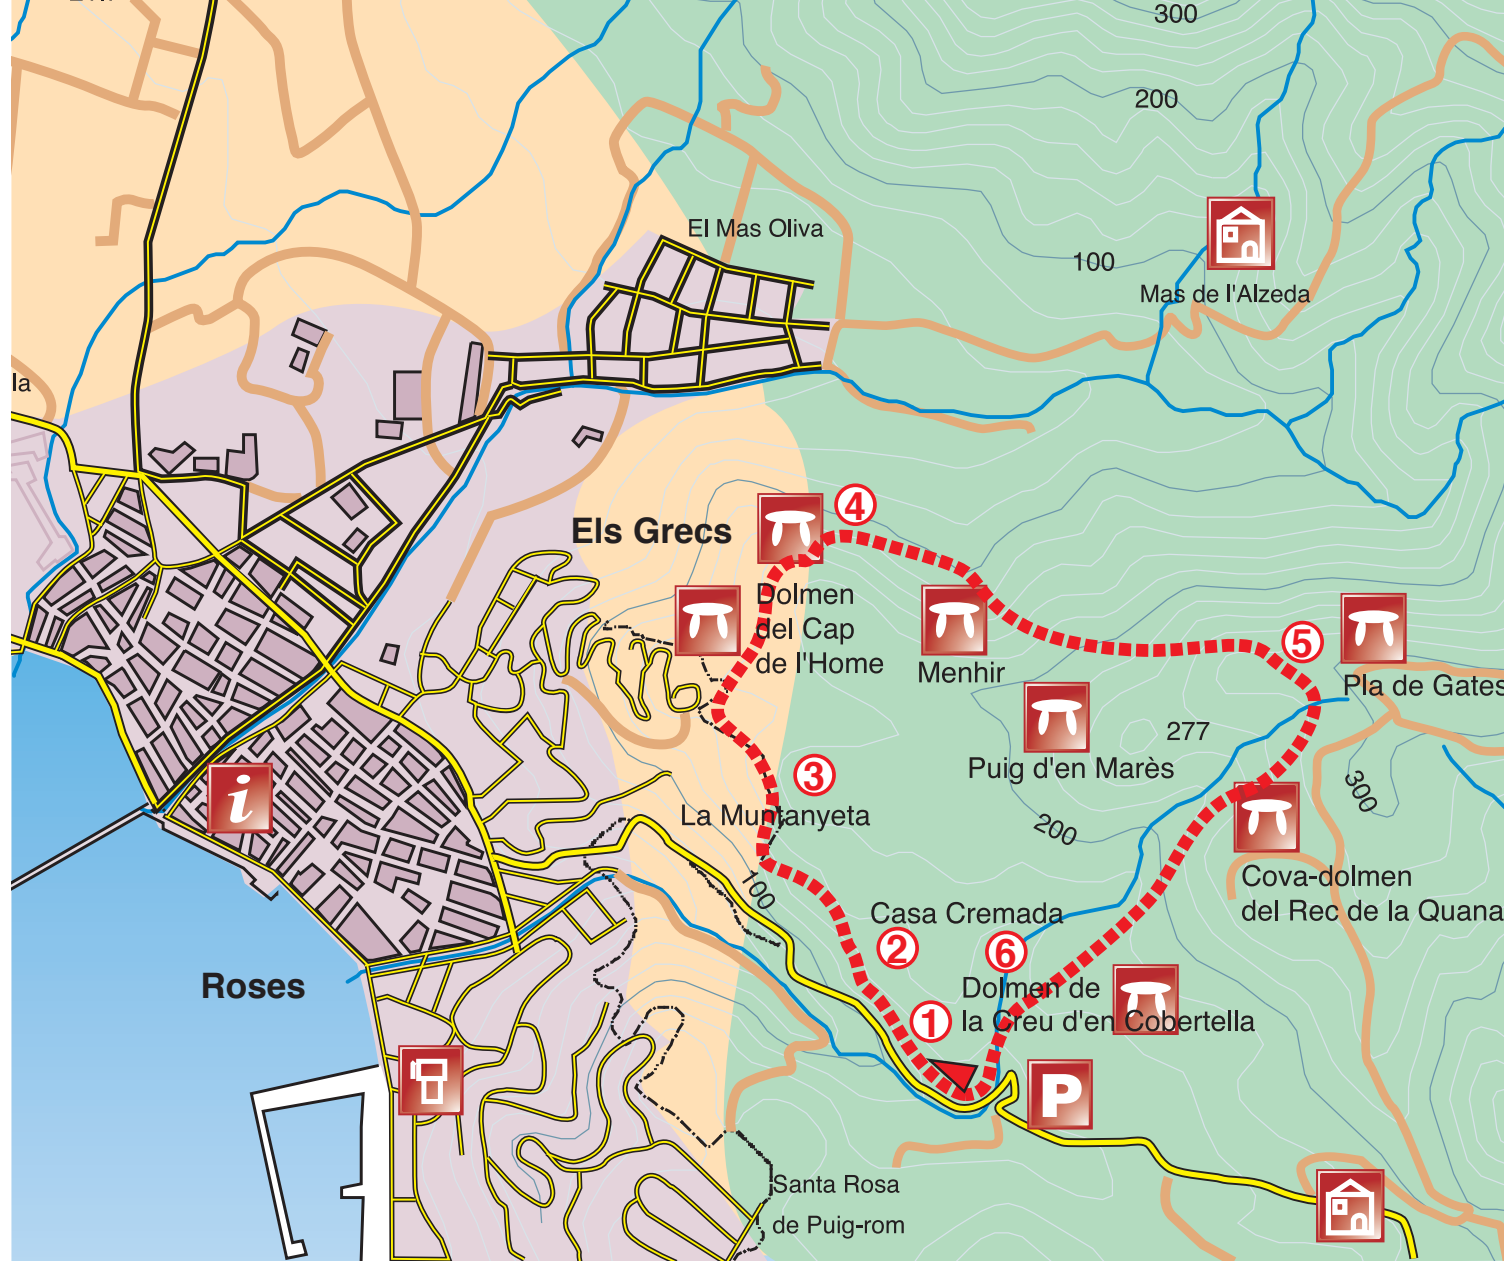 300
200
El Mas Oliva
100
Mas de l'Alzeda
la
4
Els Grecs
Dolmen
del Cap
de l'Home
Menhir
5
Pla de Gates
277
Puig d'en Marès
3
300
La Muntanyeta
200
i
100
Cova-dolmen
del Rec de la Quana
Casa Cremada
2
6
Roses
Dolmen de
la Creu d'en Cobertella
1
P
Santa Rosa
de Puig-rom